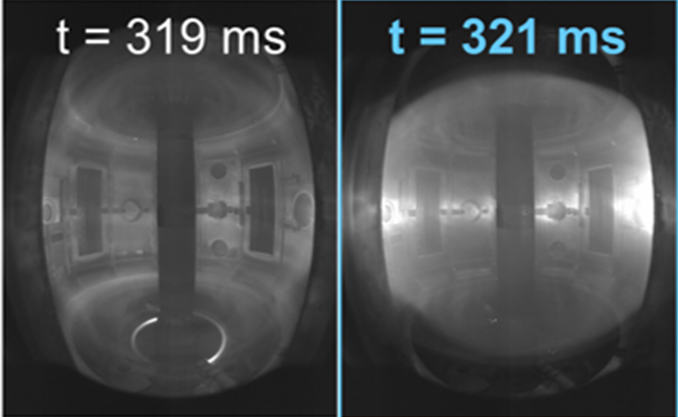 t = 319 ms
t = 321 ms